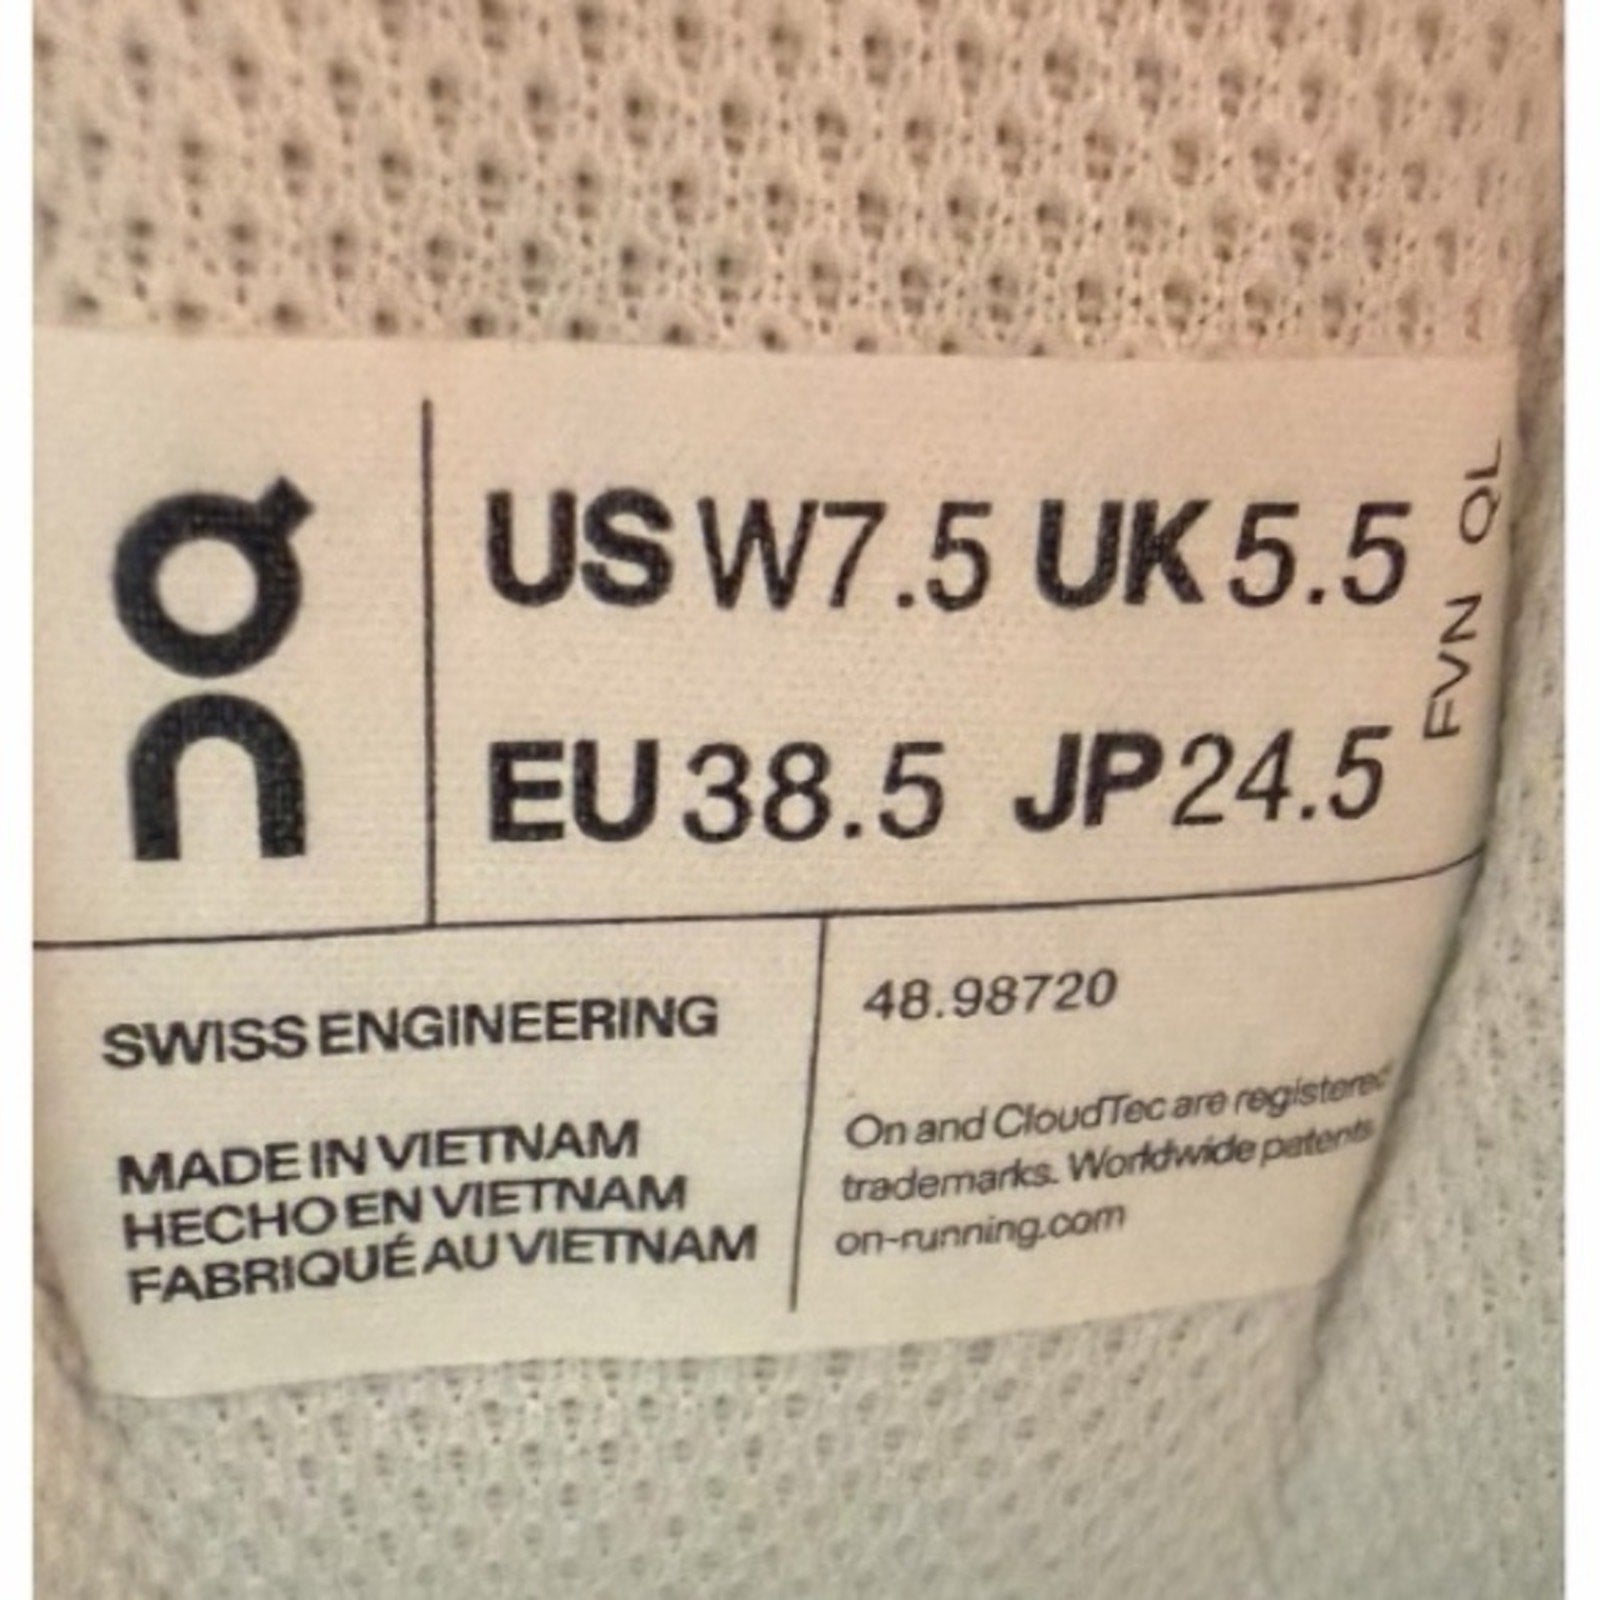 On
US W7.5 UK 5.5
EU 38.5 JP 24.5
FVN QL
SWISS ENGINEERING
MADE IN VIETNAM
HECHO EN VIETNAM
FABRIQUÉ AU VIETNAM
48.98720
On and CloudTec are registered
trademarks. Worldwide patents
on-running.com